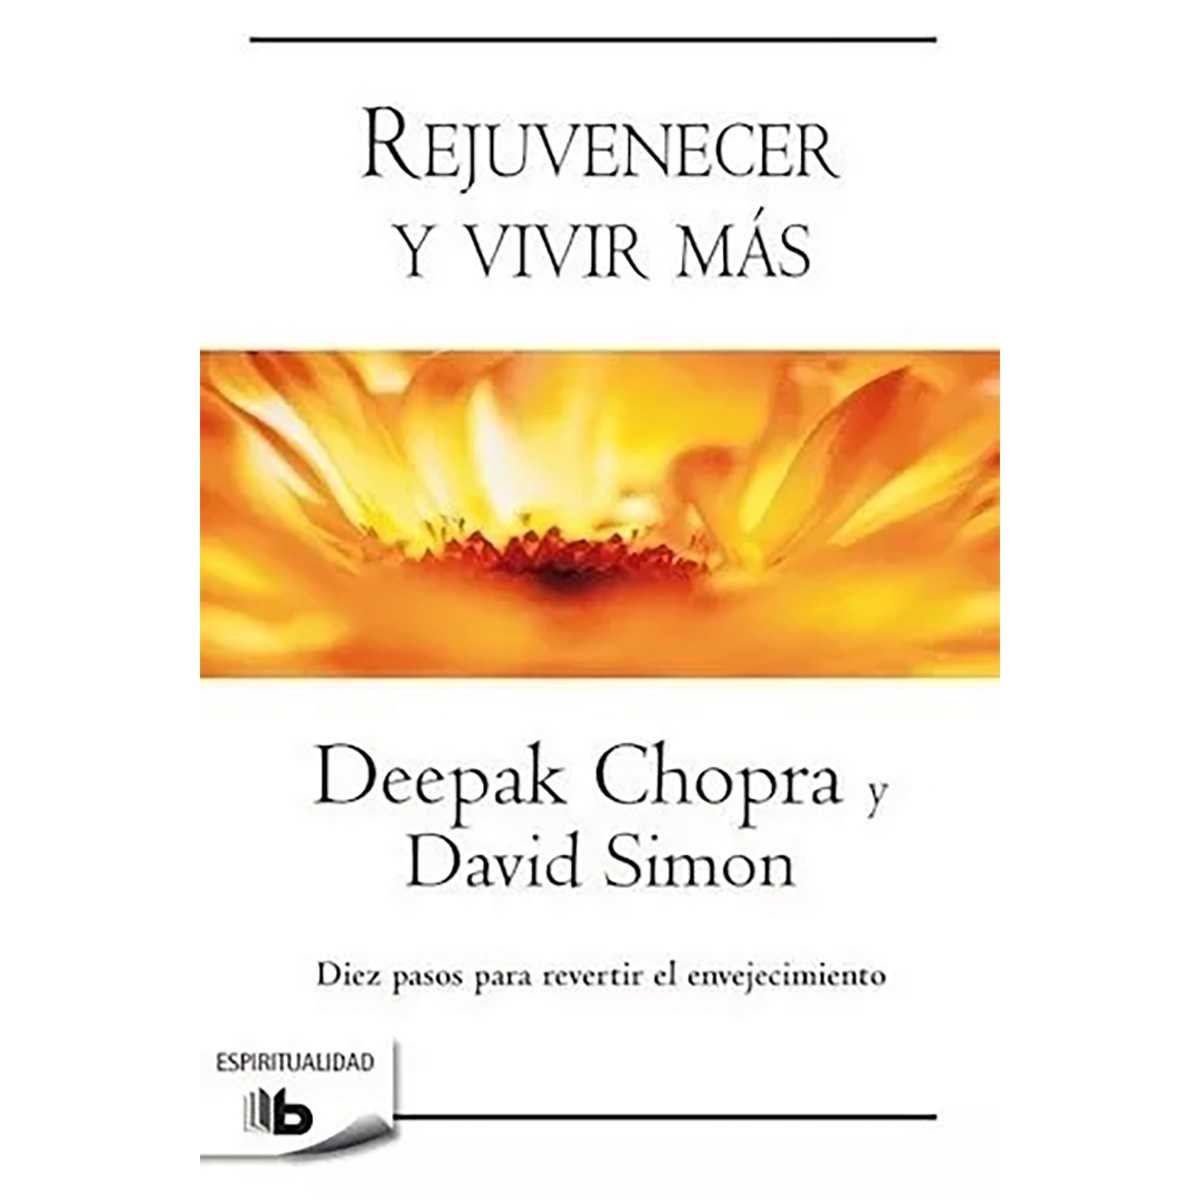 REJUVENECER
Y VIVIR MÁS
Deepak Chopra y
David Simon
Diez pasos para revertir el envejecimiento
ESPIRITUALIDAD
b